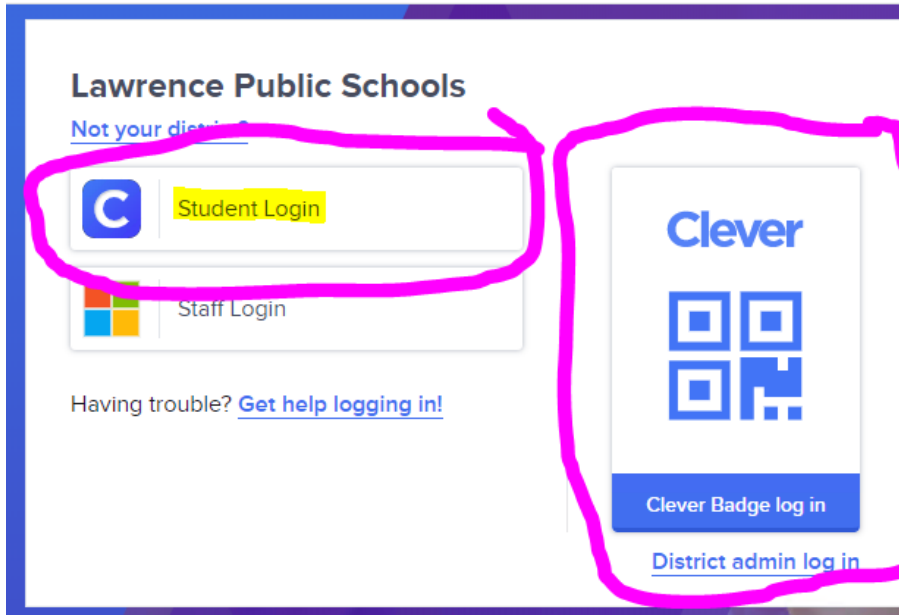 Lawrence Public Schools
Not your district?
Student Login
Staff Login
Having trouble? Get help logging in!
Clever
Clever Badge log in
District admin log in